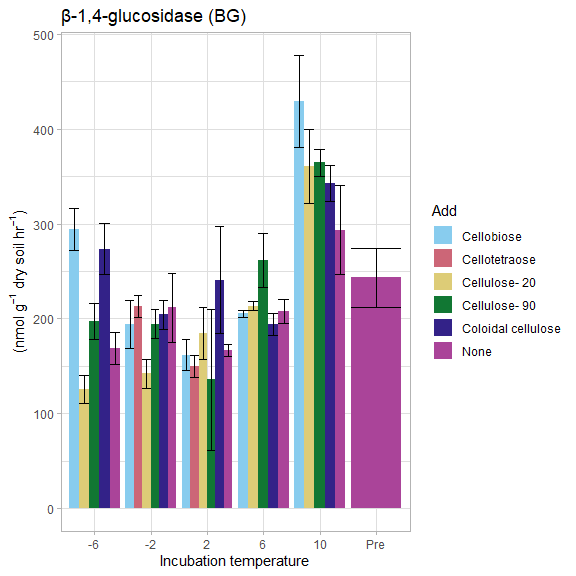 β-1,4-glucosidase (BG)
500
400
300
200
100
0
(nmol g⁻¹ dry soil hr⁻¹)
-6 -2 2 6 10 Pre
Incubation temperature
Add
Cellobiose
Cellotetraose
Cellulose- 20
Cellulose- 90
Coloidal cellulose
None